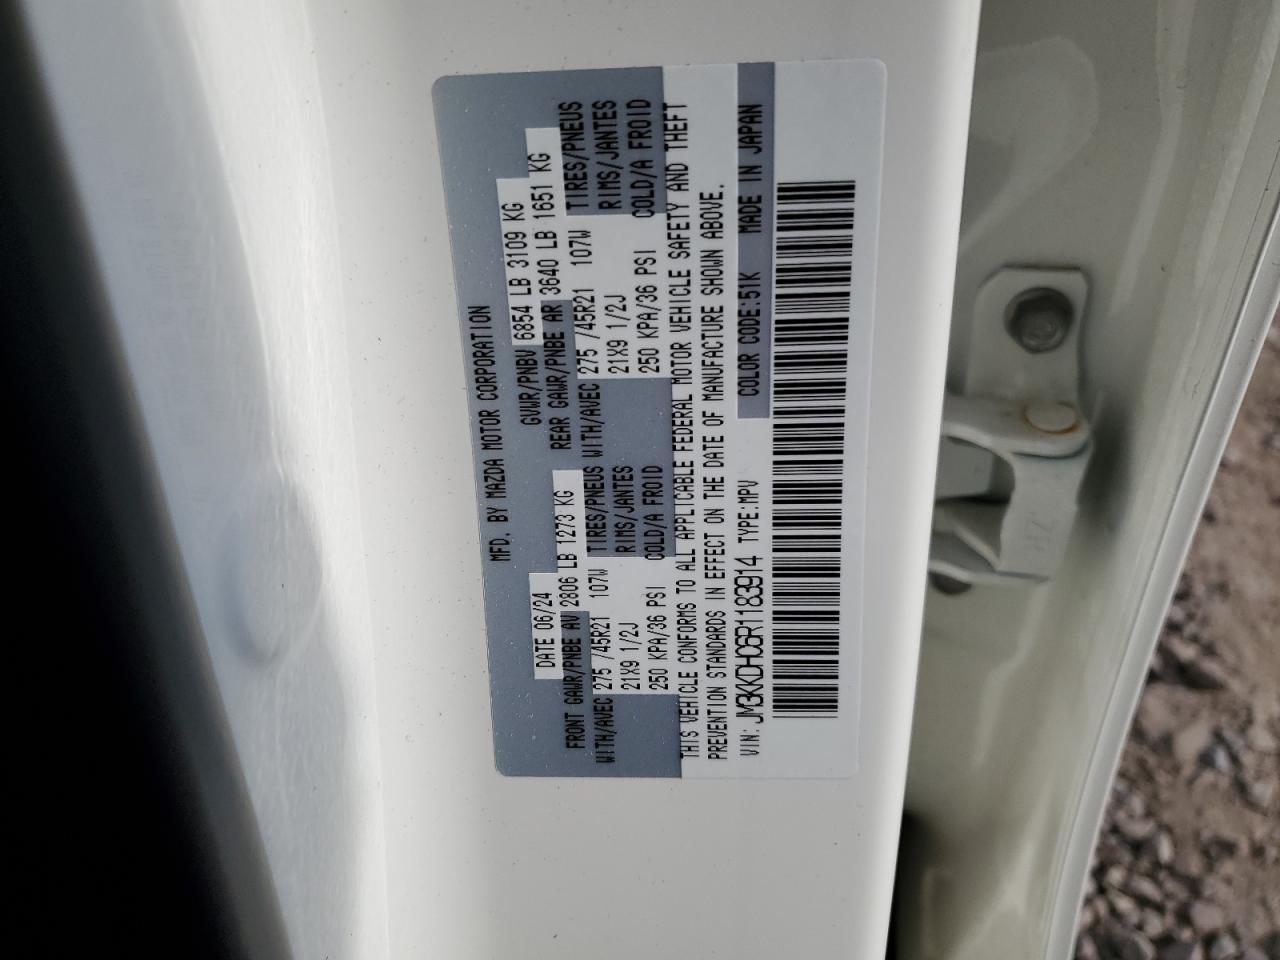 MFD. BY MAZDA MOTOR CORPORATION
DATE 06/24 GVWR/PNBV 6854 LB 3109 KG
FRONT GAWR/PNBE AV 2806 LB 1273 KG REAR GAWR/PNBE AR 3640 LB 1651 KG
WITH/AVEC 275 /45R21 107W TIRES/PNEUS WITH/AVEC 275 /45R21 107W TIRES/PNEUS
21X9 1/2J RIMS/JANTES 21X9 1/2J RIMS/JANTES
250 KPA/36 PSI COLD/A FROID 250 KPA/36 PSI COLD/A FROID
THIS VEHICLE CONFORMS TO ALL APPLICABLE FEDERAL MOTOR VEHICLE SAFETY AND THEFT
PREVENTION STANDARDS IN EFFECT ON THE DATE OF MANUFACTURE SHOWN ABOVE.
VIN: JM3KKDHC6R1183914 TYPE:MPV COLOR CODE:51K MADE IN JAPAN